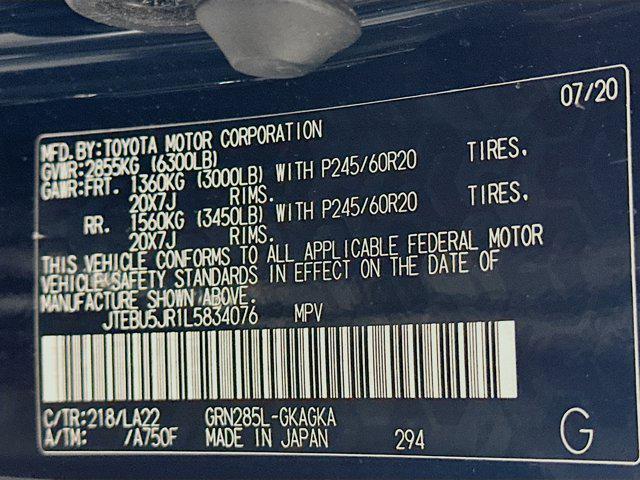 07/20
MFD.BY:TOYOTA MOTOR CORPORATION
GVWR:2855KG (6300LB)
GAWR:FRT. 1360KG (3000LB) WITH P245/60R20 TIRES,
20X7J RIMS.
RR. 1560KG (3450LB) WITH P245/60R20 TIRES,
20X7J RIMS.
THIS VEHICLE CONFORMS TO ALL APPLICABLE FEDERAL MOTOR
VEHICLE SAFETY STANDARDS IN EFFECT ON THE DATE OF
MANUFACTURE SHOWN ABOVE.
JTEBU5JR1L5834076 MPV
C/TR:218/LA22 GRN285L-GKAGKA
A/TM: /A750F MADE IN JAPAN 294 G